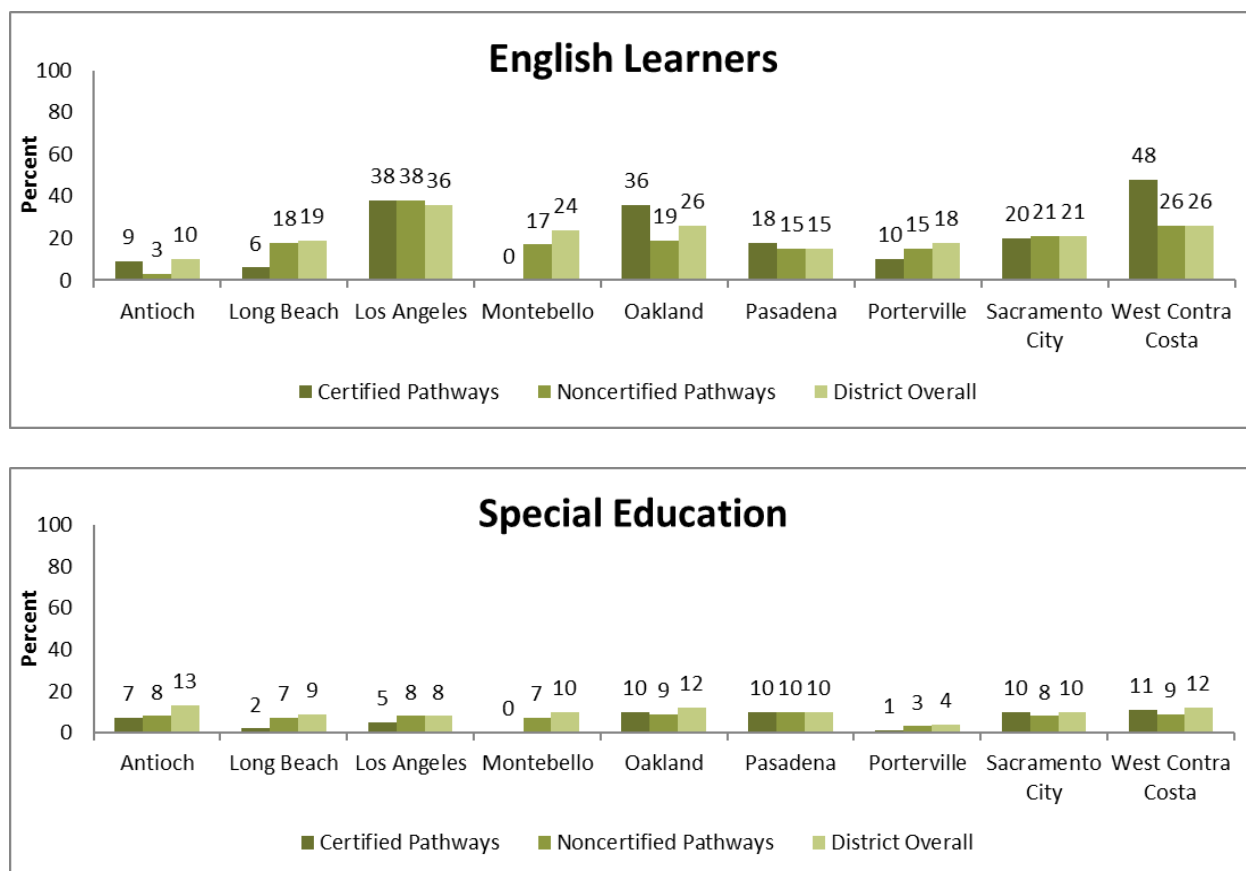 English Learners
Percent
100
80
60
40
20
0
9 3 10
6 18 19
38 38 36
0 17 24
36 19 26
18 15 15
10 15 18
20 21 21
48 26 26
Antioch
Long Beach
Los Angeles
Montebello
Oakland
Pasadena
Porterville
Sacramento
City
West Contra
Costa
Certified Pathways Noncertified Pathways District Overall
Special Education
Percent
100
80
60
40
20
0
7 8 13
2 7 9
5 8 8
0 7 10
10 9 12
10 10 10
1 3 4
10 8 10
11 9 12
Antioch
Long Beach
Los Angeles
Montebello
Oakland
Pasadena
Porterville
Sacramento
City
West Contra
Costa
Certified Pathways Noncertified Pathways District Overall